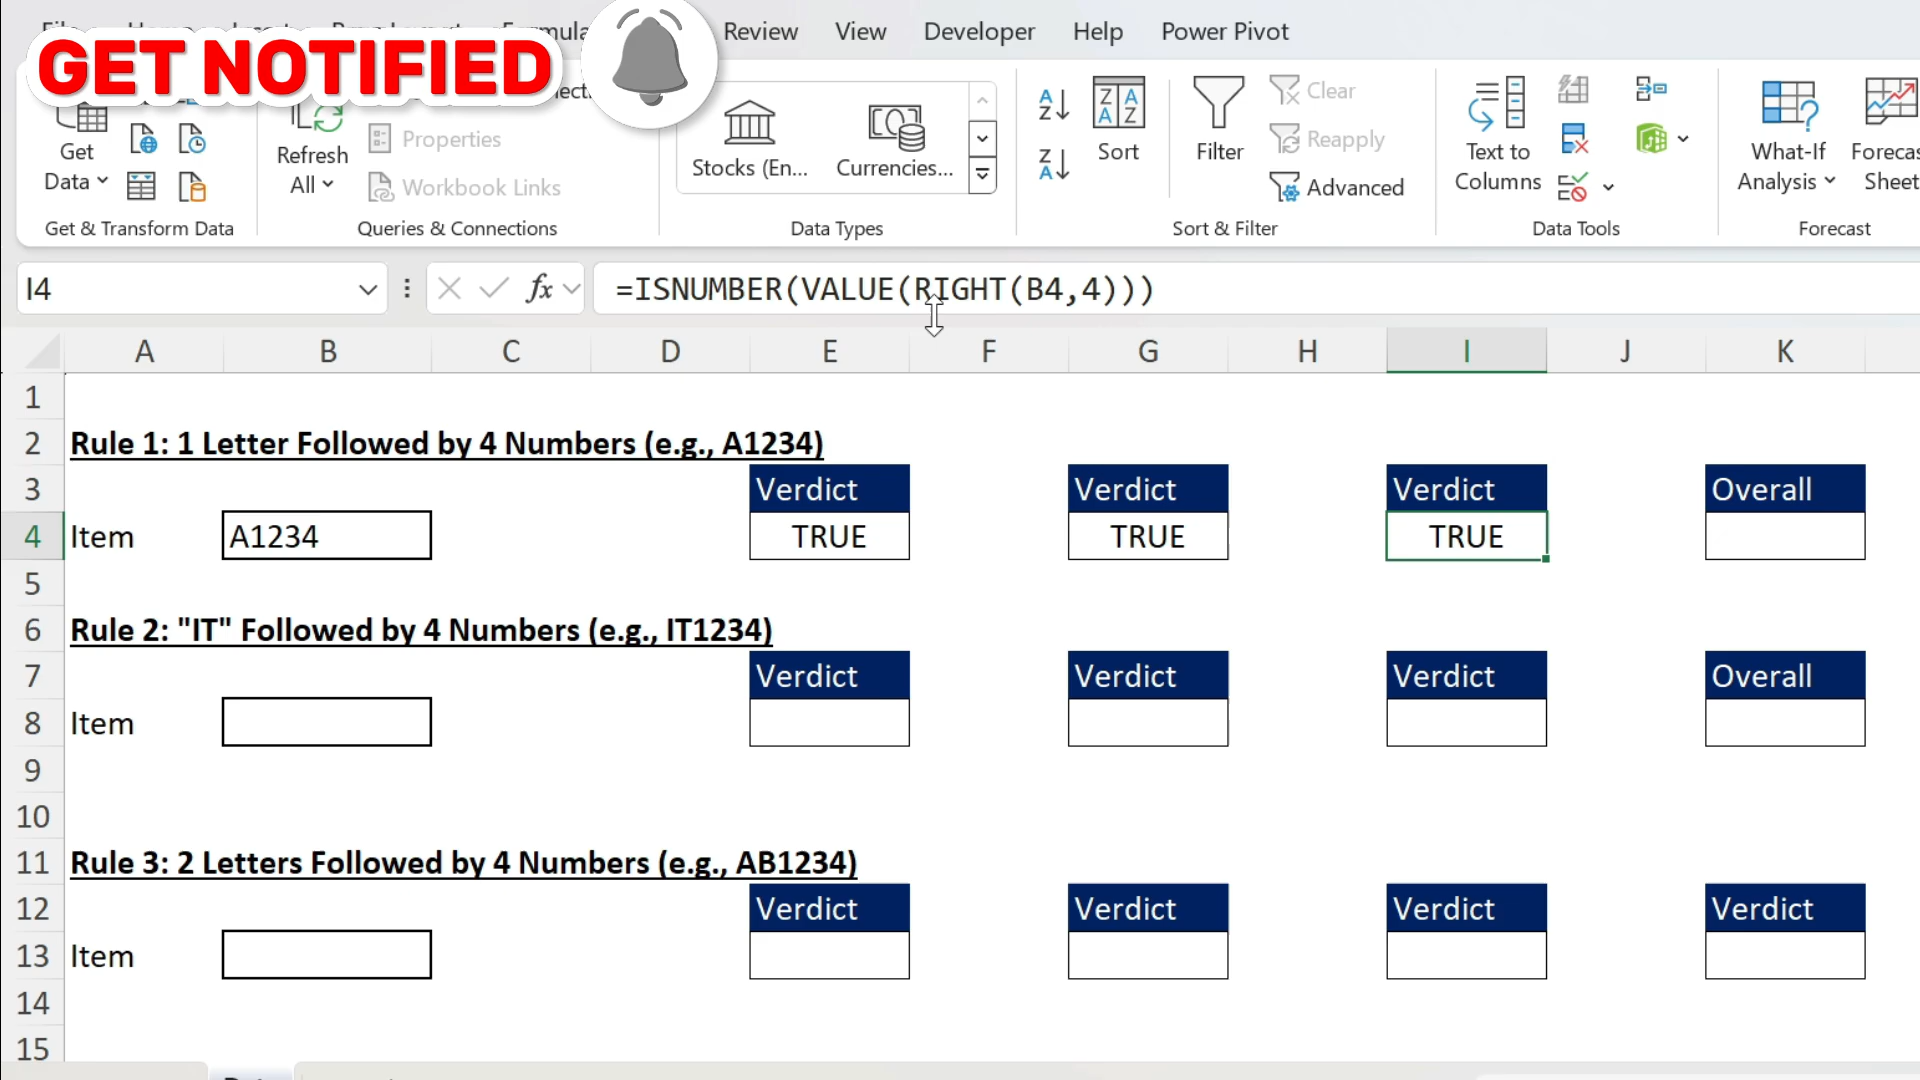 GET NOTIFIED
Review View Developer Help Power Pivot
Get Data
Refresh All
Properties
Workbook Links
Stocks (En...
Currencies...
Sort
Filter
Clear
Reapply
Advanced
Text to Columns
What-If Analysis
Forecas
Sheet
Get & Transform Data
Queries & Connections
Data Types
Sort & Filter
Data Tools
Forecast
I4
fx
=ISNUMBER(VALUE(RIGHT(B4,4)))
A B C D E F G H I J K
1
2 Rule 1: 1 Letter Followed by 4 Numbers (e.g., A1234)
3 Verdict Verdict Verdict Overall
4 Item A1234 TRUE TRUE TRUE
5
6 Rule 2: "IT" Followed by 4 Numbers (e.g., IT1234)
7 Verdict Verdict Verdict Overall
8 Item
9
10
11 Rule 3: 2 Letters Followed by 4 Numbers (e.g., AB1234)
12 Verdict Verdict Verdict Verdict
13 Item
14
15